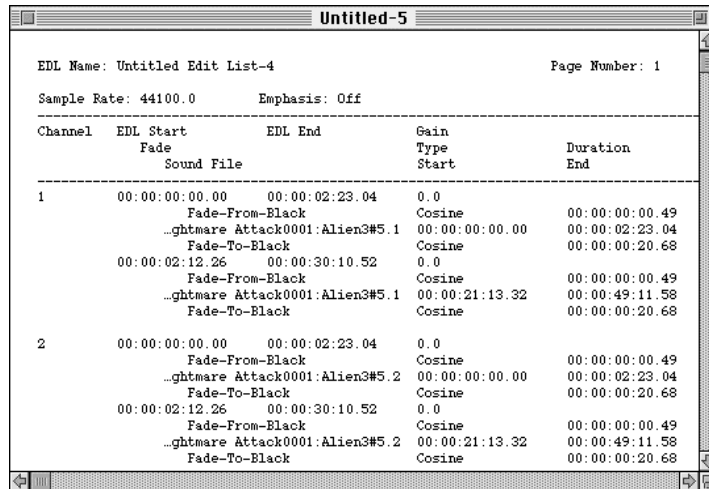 Untitled-5
EDL Name: Untitled Edit List-4 Page Number: 1
Sample Rate: 44100.0 Emphasis: Off
Channel EDL Start EDL End Gain
Fade Type Duration
Sound File Start End
1 00:00:00:00.00 00:00:02:23.04 0.0
Fade-From-Black Cosine 00:00:00:00.49
…ghtmare Attack0001:Alien3#5.1 00:00:00:00.00 00:00:02:23.04
Fade-To-Black Cosine 00:00:00:20.68
00:00:02:12.26 00:00:30:10.52 0.0
Fade-From-Black Cosine 00:00:00:00.49
…ghtmare Attack0001:Alien3#5.1 00:00:21:13.32 00:00:49:11.58
Fade-To-Black Cosine 00:00:00:20.68
2 00:00:00:00.00 00:00:02:23.04 0.0
Fade-From-Black Cosine 00:00:00:00.49
…ghtmare Attack0001:Alien3#5.2 00:00:00:00.00 00:00:02:23.04
Fade-To-Black Cosine 00:00:00:20.68
00:00:02:12.26 00:00:30:10.52 0.0
Fade-From-Black Cosine 00:00:00:00.49
…ghtmare Attack0001:Alien3#5.2 00:00:21:13.32 00:00:49:11.58
Fade-To-Black Cosine 00:00:00:20.68